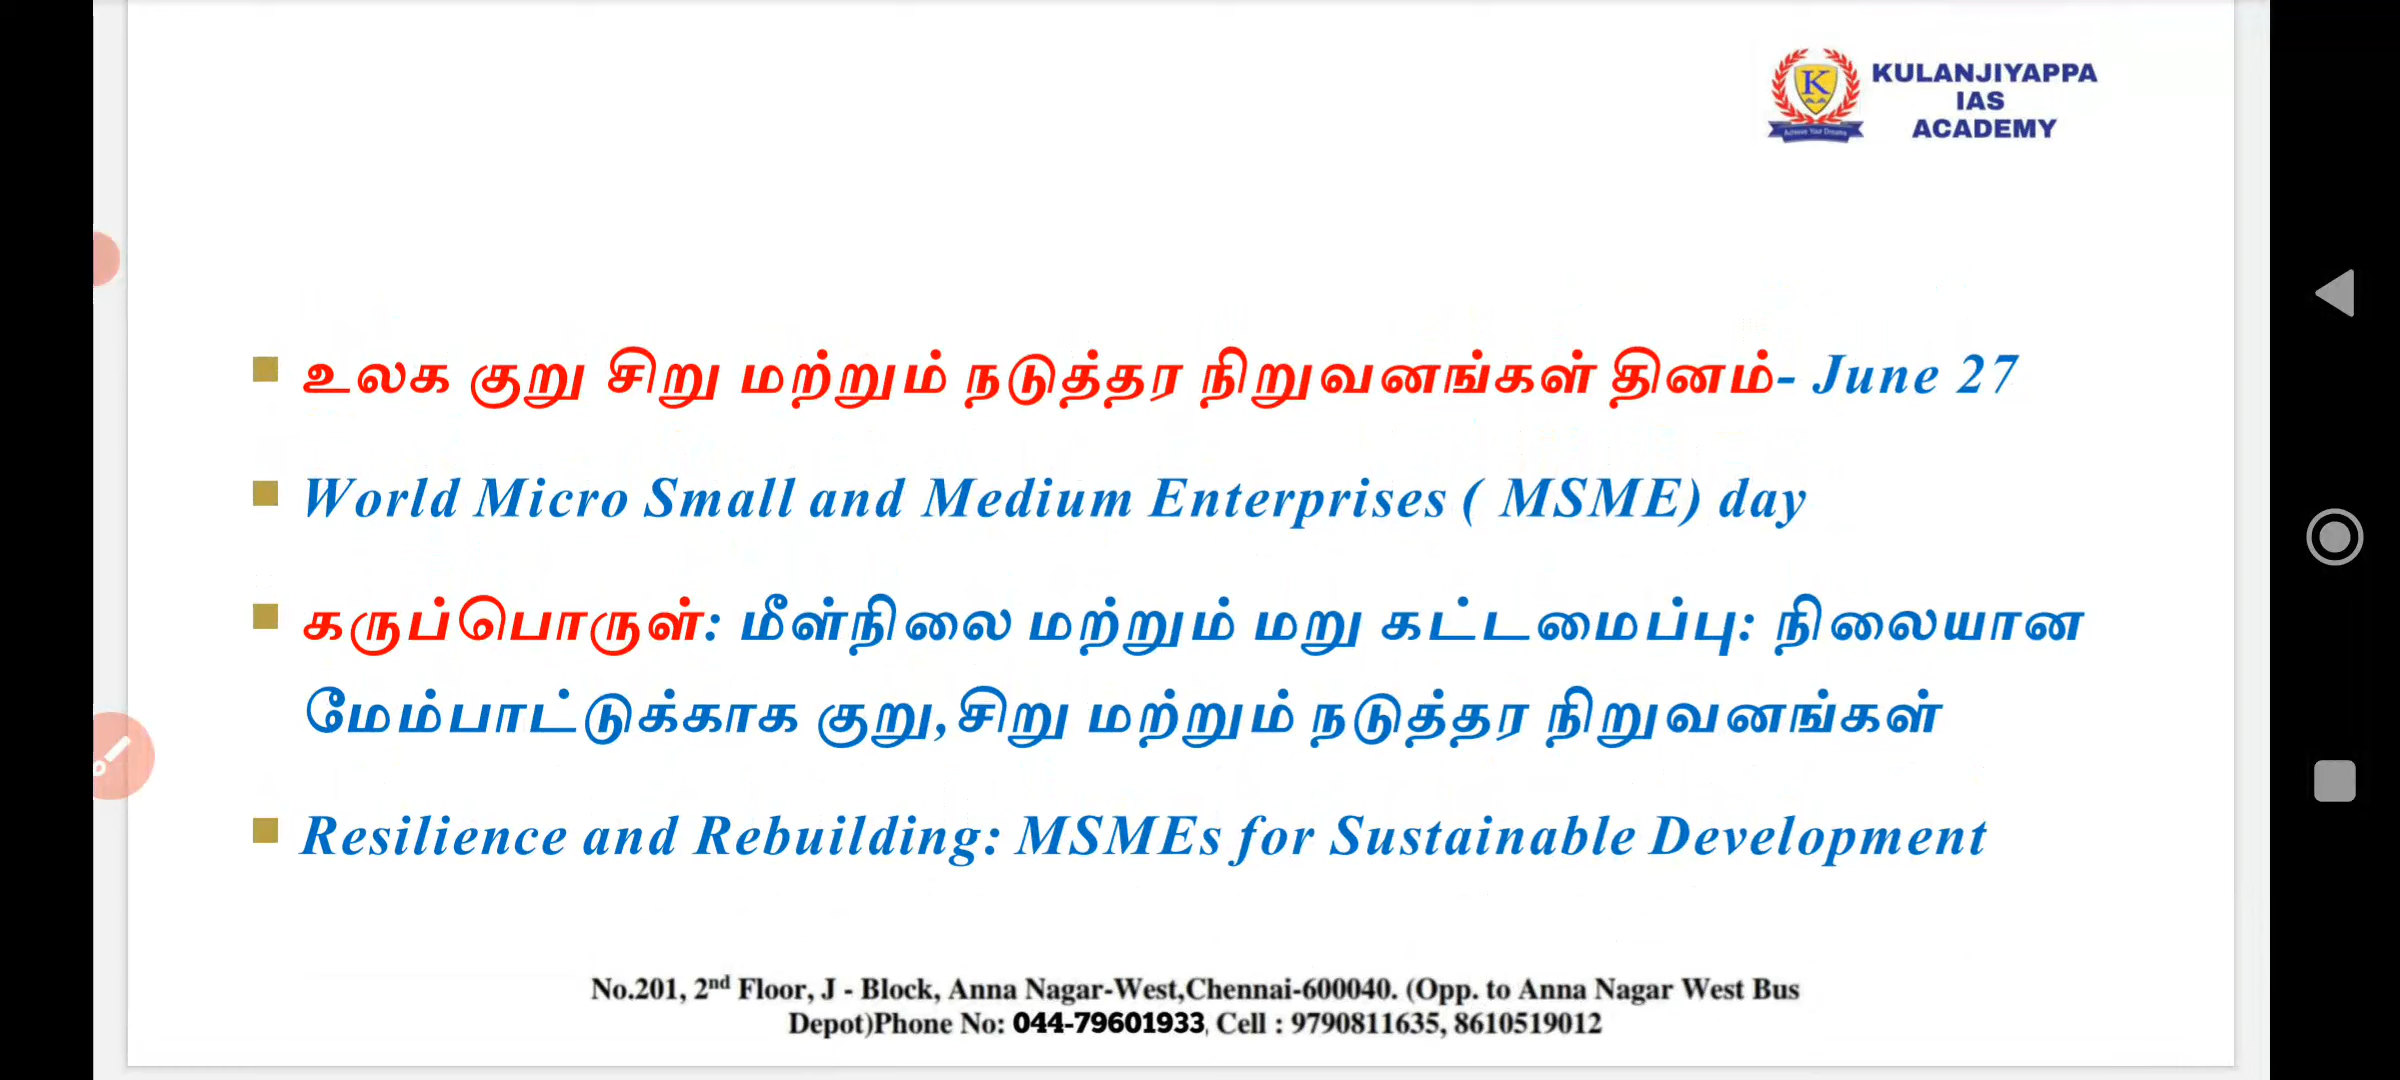 KULANJIYAPPA
IAS
ACADEMY
Achieve Your Dreams
உலக குறு சிறு மற்றும் நடுத்தர நிறுவனங்கள் தினம்- June 27
World Micro Small and Medium Enterprises ( MSME) day
கருப்பொருள்: மீள்நிலை மற்றும் மறு கட்டமைப்பு: நிலையான
மேம்பாட்டுக்காக குறு,சிறு மற்றும் நடுத்தர நிறுவனங்கள்
Resilience and Rebuilding: MSMEs for Sustainable Development
No.201, 2nd Floor, J - Block, Anna Nagar-West,Chennai-600040. (Opp. to Anna Nagar West Bus
Depot)Phone No: 044-79601933, Cell : 9790811635, 8610519012